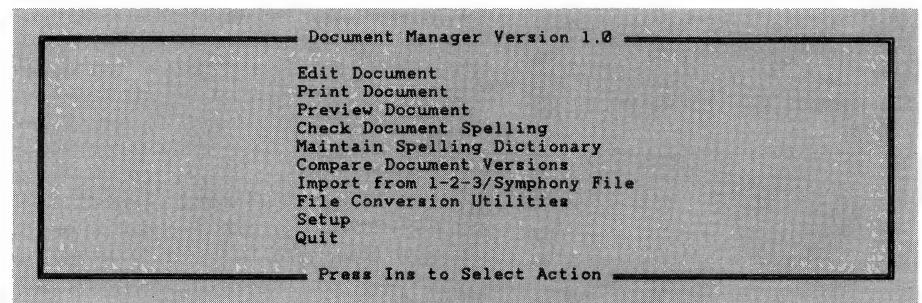 Document Manager Version 1.0
Edit Document
Print Document
Preview Document
Check Document Spelling
Maintain Spelling Dictionary
Compare Document Versions
Import from 1-2-3/Symphony File
File Conversion Utilities
Setup
Quit
Press Ins to Select Action